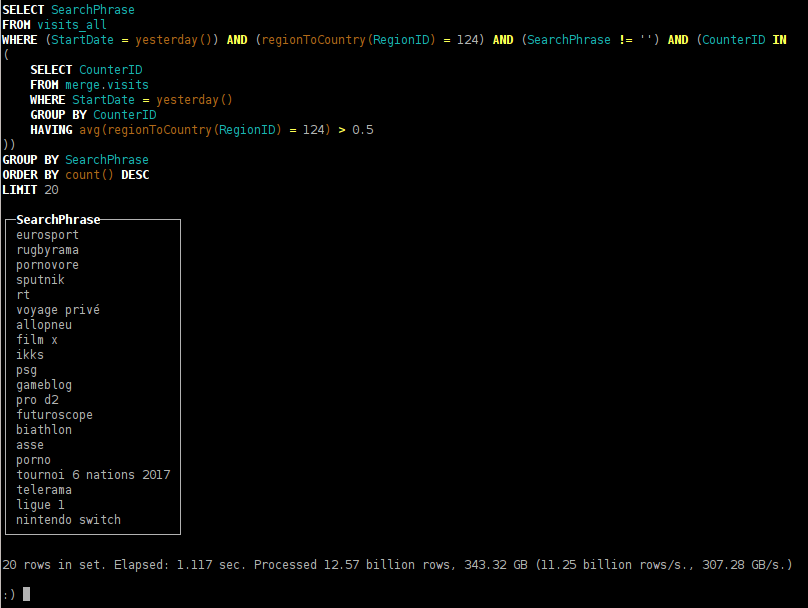 SELECT SearchPhrase
FROM visits_all
WHERE (StartDate = yesterday()) AND (regionToCountry(RegionID) = 124) AND (SearchPhrase != '') AND (CounterID IN
(
    SELECT CounterID
    FROM merge.visits
    WHERE StartDate = yesterday()
    GROUP BY CounterID
    HAVING avg(regionToCountry(RegionID) = 124) > 0.5
))
GROUP BY SearchPhrase
ORDER BY count() DESC
LIMIT 20
SearchPhrase
eurosport
rugbyrama
pornovore
sputnik
rt
voyage privé
allopneu
film x
ikks
psg
gameblog
pro d2
futuroscope
biathlon
asse
porno
tournoi 6 nations 2017
telerama
ligue 1
nintendo switch
20 rows in set. Elapsed: 1.117 sec. Processed 12.57 billion rows, 343.32 GB (11.25 billion rows/s., 307.28 GB/s.)
:)